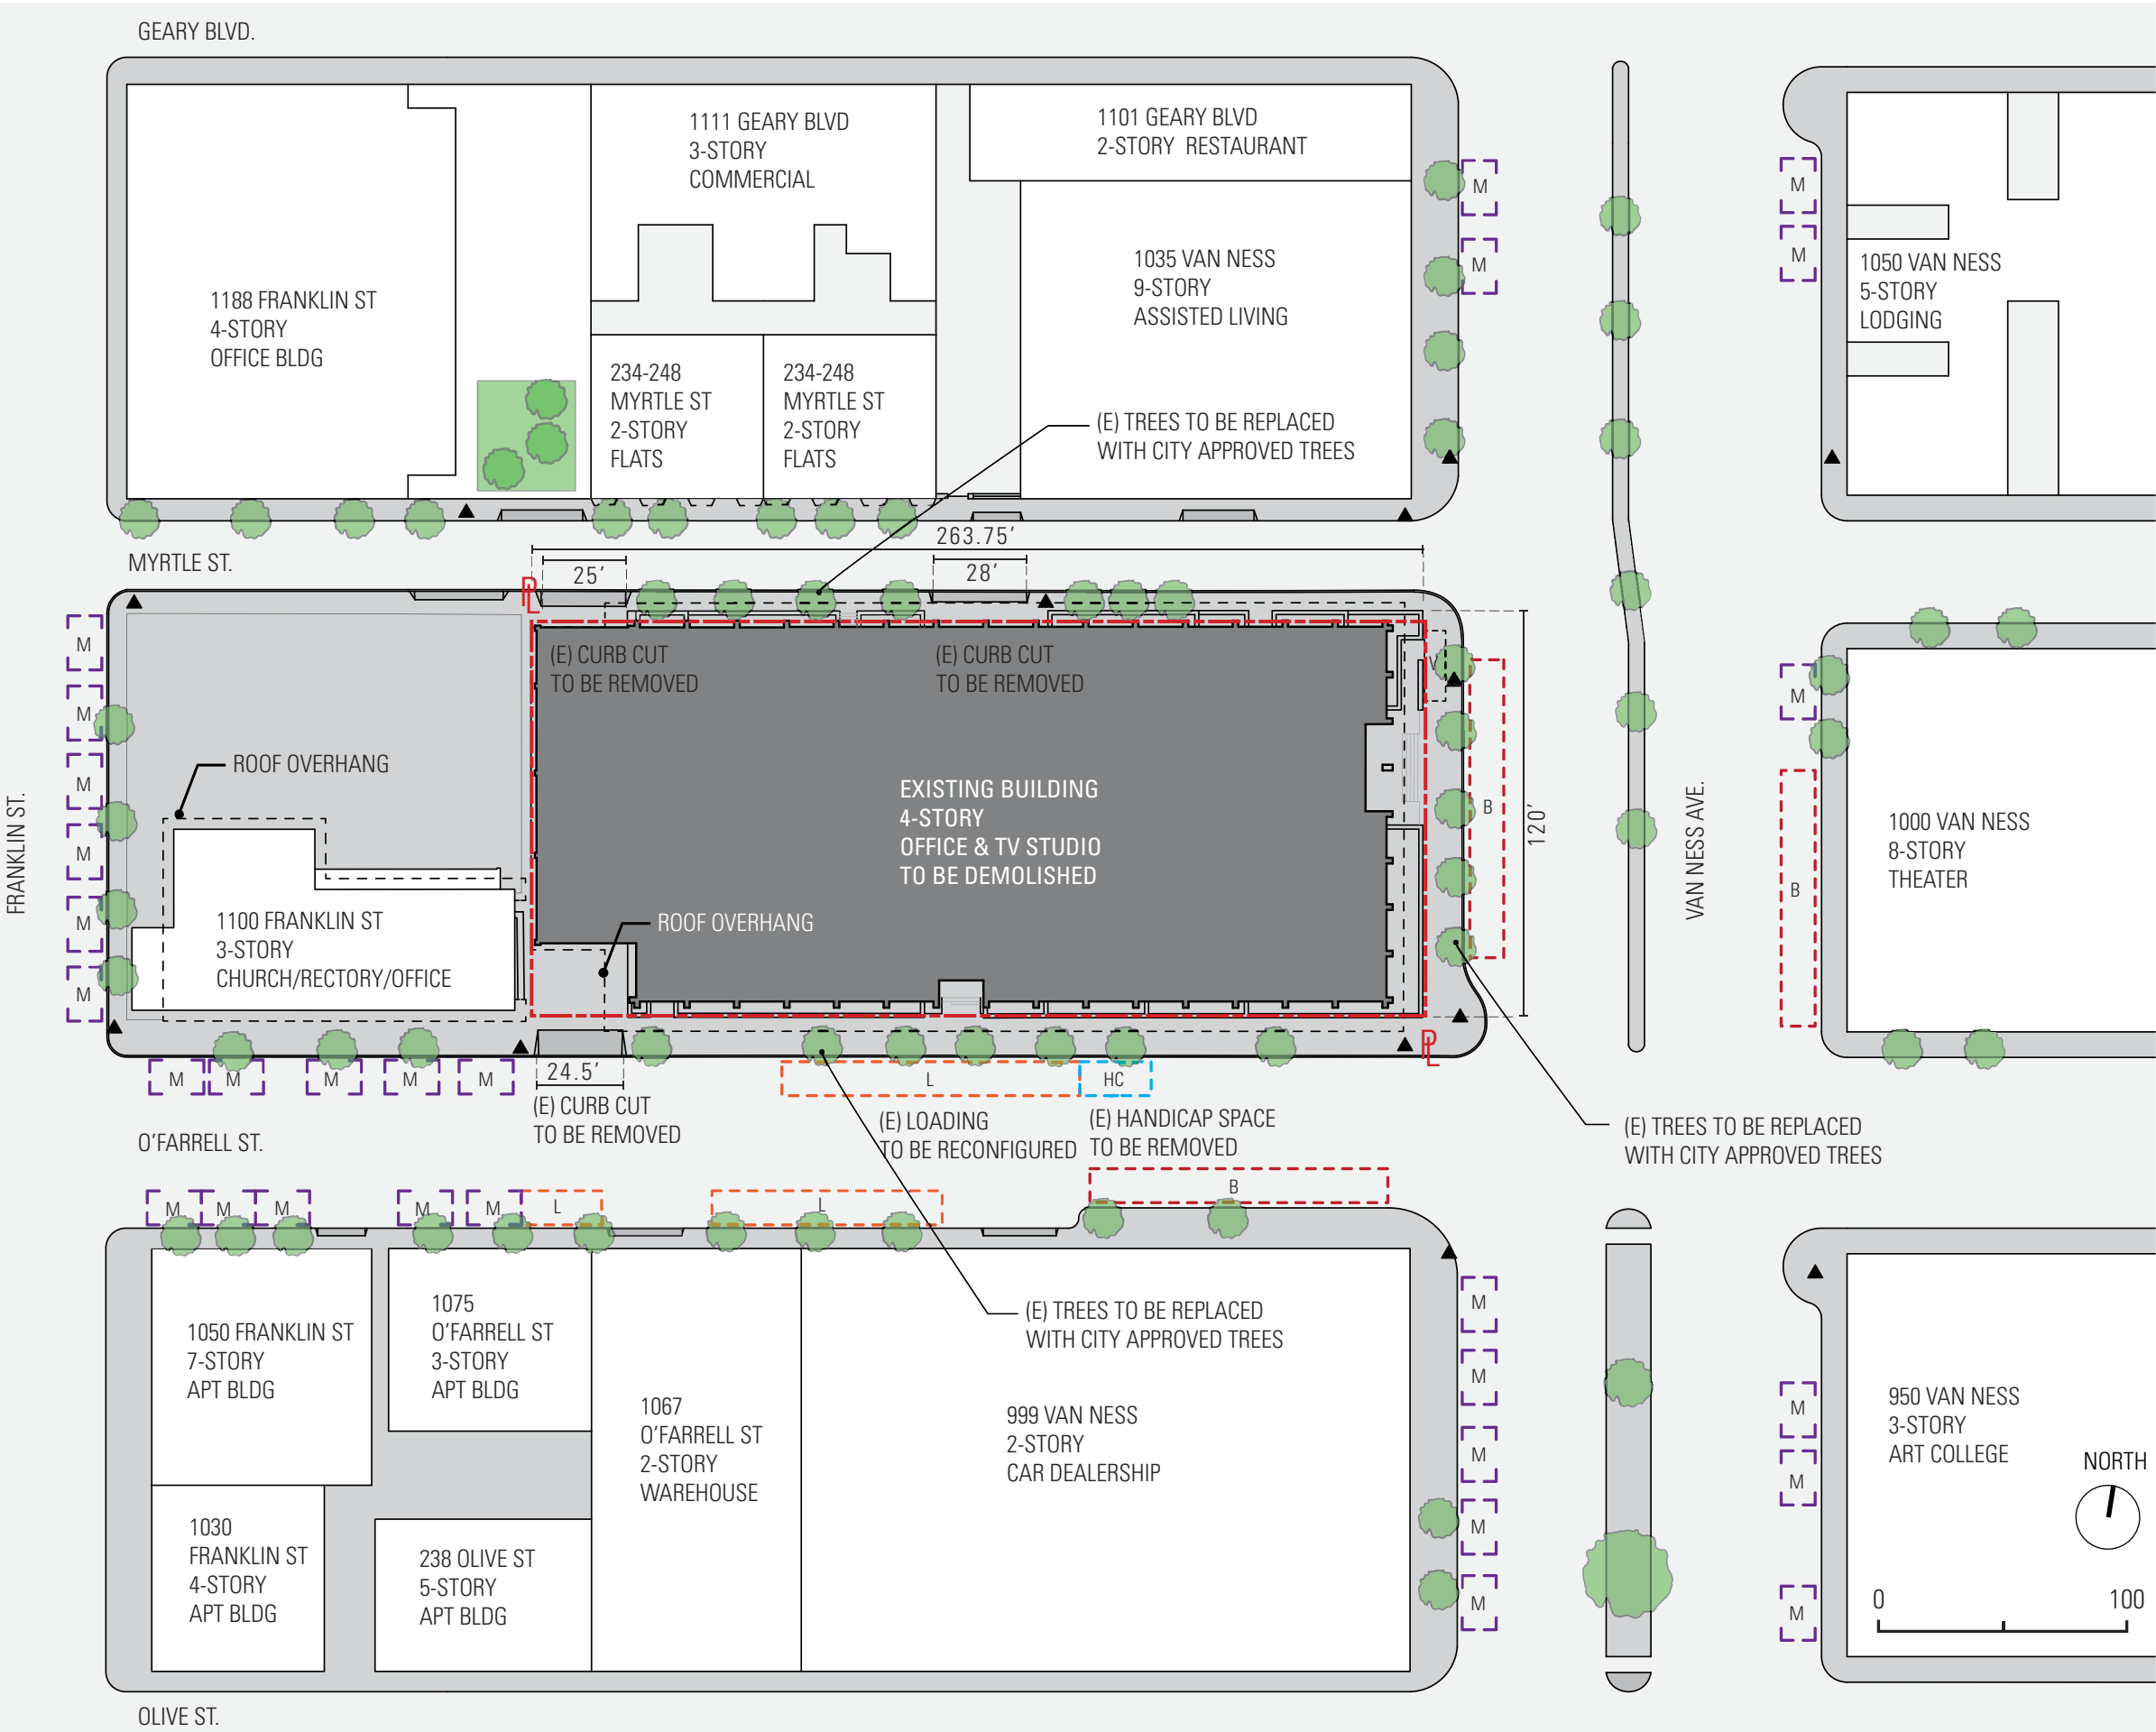 GEARY BLVD.
1188 FRANKLIN ST
4-STORY
OFFICE BLDG
1111 GEARY BLVD
3-STORY
COMMERCIAL
1101 GEARY BLVD
2-STORY RESTAURANT
1035 VAN NESS
9-STORY
ASSISTED LIVING
234-248
MYRTLE ST
2-STORY
FLATS
234-248
MYRTLE ST
2-STORY
FLATS
(E) TREES TO BE REPLACED
WITH CITY APPROVED TREES
M
M
M
M
1050 VAN NESS
5-STORY
LODGING
MYRTLE ST.
263.75'
25'
28'
PL
(E) CURB CUT
TO BE REMOVED
(E) CURB CUT
TO BE REMOVED
V
M
M
M
M
M
M
FRANKLIN ST.
ROOF OVERHANG
1100 FRANKLIN ST
3-STORY
CHURCH/RECTORY/OFFICE
EXISTING BUILDING
4-STORY
OFFICE & TV STUDIO
TO BE DEMOLISHED
ROOF OVERHANG
B
120'
VAN NESS AVE.
M
B
1000 VAN NESS
8-STORY
THEATER
PL
M
M
M
M
M
24.5'
(E) CURB CUT
TO BE REMOVED
L
HC
(E) LOADING
TO BE RECONFIGURED
(E) HANDICAP SPACE
TO BE REMOVED
(E) TREES TO BE REPLACED
WITH CITY APPROVED TREES
O'FARRELL ST.
M
M
M
M
M
L
L
B
1050 FRANKLIN ST
7-STORY
APT BLDG
1075
O'FARRELL ST
3-STORY
APT BLDG
1067
O'FARRELL ST
2-STORY
WAREHOUSE
(E) TREES TO BE REPLACED
WITH CITY APPROVED TREES
999 VAN NESS
2-STORY
CAR DEALERSHIP
1030
FRANKLIN ST
4-STORY
APT BLDG
238 OLIVE ST
5-STORY
APT BLDG
M
M
M
M
M
M
M
M
950 VAN NESS
3-STORY
ART COLLEGE
NORTH
0 100
OLIVE ST.